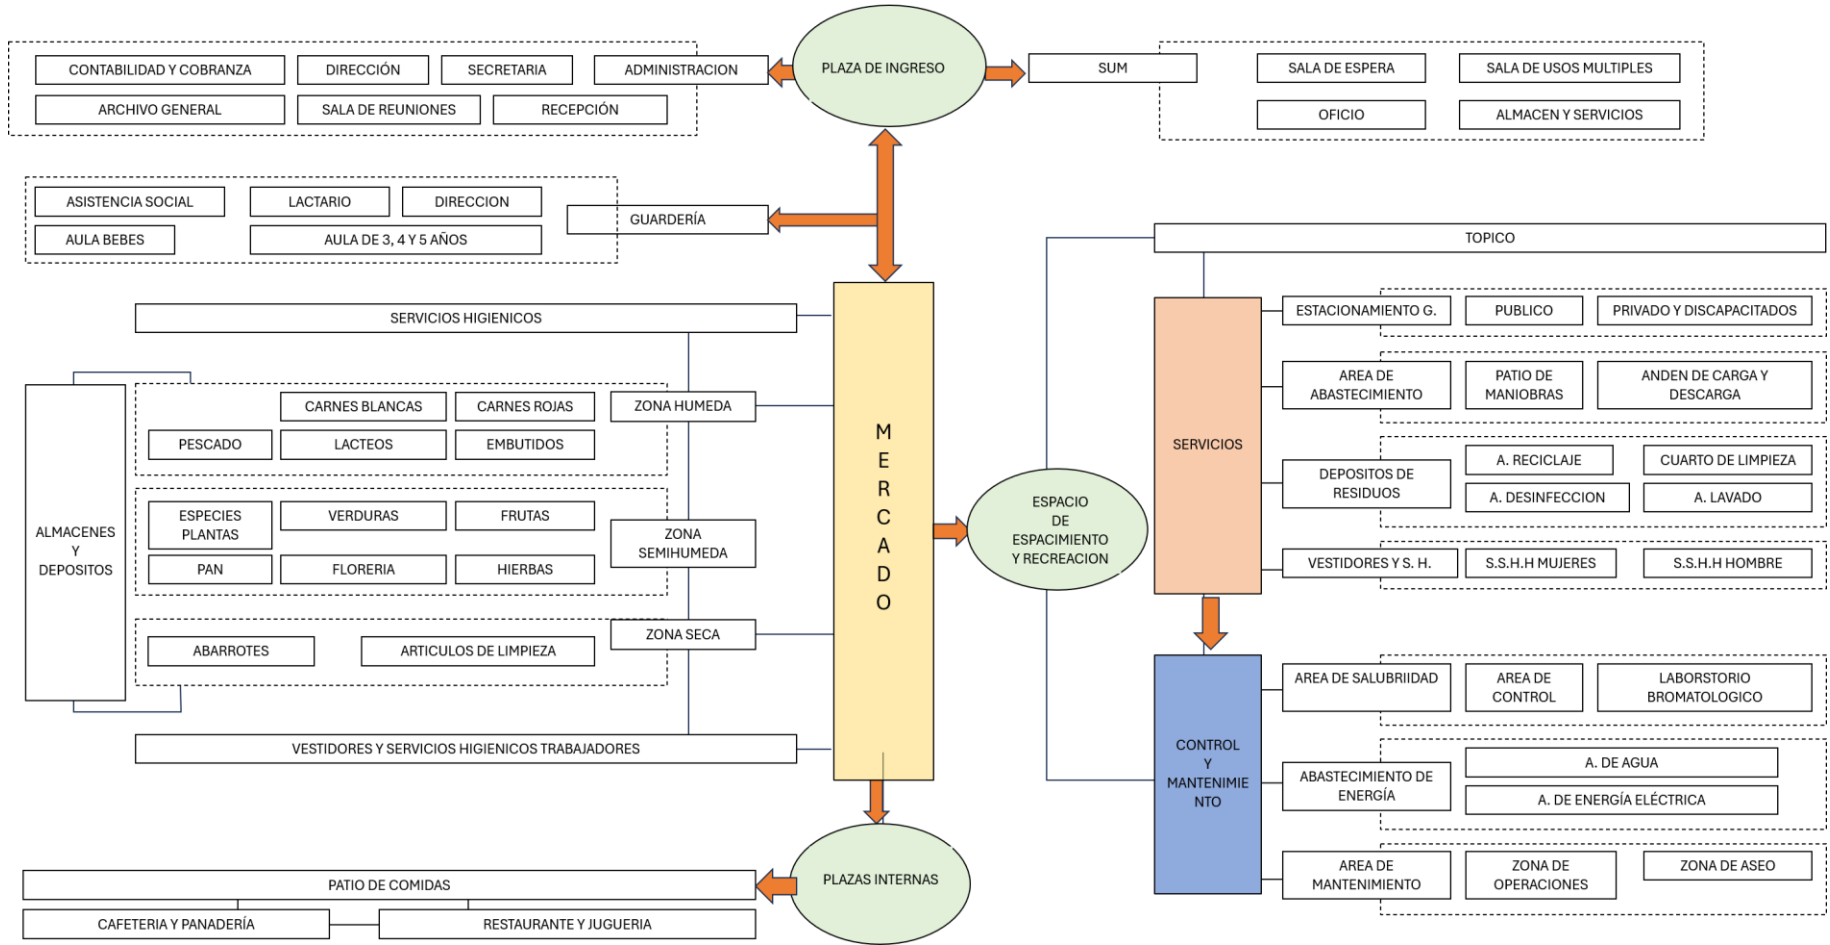 PLAZA DE INGRESO
CONTABILIDAD Y COBRANZA
DIRECCIÓN
SECRETARIA
ADMINISTRACION
ARCHIVO GENERAL
SALA DE REUNIONES
RECEPCIÓN
SUM
SALA DE ESPERA
SALA DE USOS MULTIPLES
OFICIO
ALMACEN Y SERVICIOS
ASISTENCIA SOCIAL
LACTARIO
DIRECCION
GUARDERÍA
AULA BEBES
AULA DE 3, 4 Y 5 AÑOS
SERVICIOS HIGIENICOS
CARNES BLANCAS
CARNES ROJAS
ZONA HUMEDA
PESCADO
LACTEOS
EMBUTIDOS
ALMACENES
Y
DEPOSITOS
ESPECIES
PLANTAS
VERDURAS
FRUTAS
ZONA
SEMIHUMEDA
PAN
FLORERIA
HIERBAS
ZONA SECA
ABARROTES
ARTICULOS DE LIMPIEZA
VESTIDORES Y SERVICIOS HIGIENICOS TRABAJADORES
M
E
R
C
A
D
O
ESPACIO
DE
ESPACIMIENTO
Y RECREACION
PLAZAS INTERNAS
PATIO DE COMIDAS
CAFETERIA Y PANADERÍA
RESTAURANTE Y JUGUERIA
TOPICO
SERVICIOS
ESTACIONAMIENTO G.
PUBLICO
PRIVADO Y DISCAPACITADOS
AREA DE
ABASTECIMIENTO
PATIO DE
MANIOBRAS
ANDEN DE CARGA Y
DESCARGA
DEPOSITOS DE
RESIDUOS
A. RECICLAJE
CUARTO DE LIMPIEZA
A. DESINFECCION
A. LAVADO
VESTIDORES Y S. H.
S.S.H.H MUJERES
S.S.H.H HOMBRE
CONTROL
Y
MANTENIMIE
NTO
AREA DE SALUBRIIDAD
AREA DE
CONTROL
LABORSTORIO
BROMATOLOGICO
ABASTECIMIENTO DE
ENERGÍA
A. DE AGUA
A. DE ENERGÍA ELÉCTRICA
AREA DE
MANTENIMIENTO
ZONA DE
OPERACIONES
ZONA DE ASEO